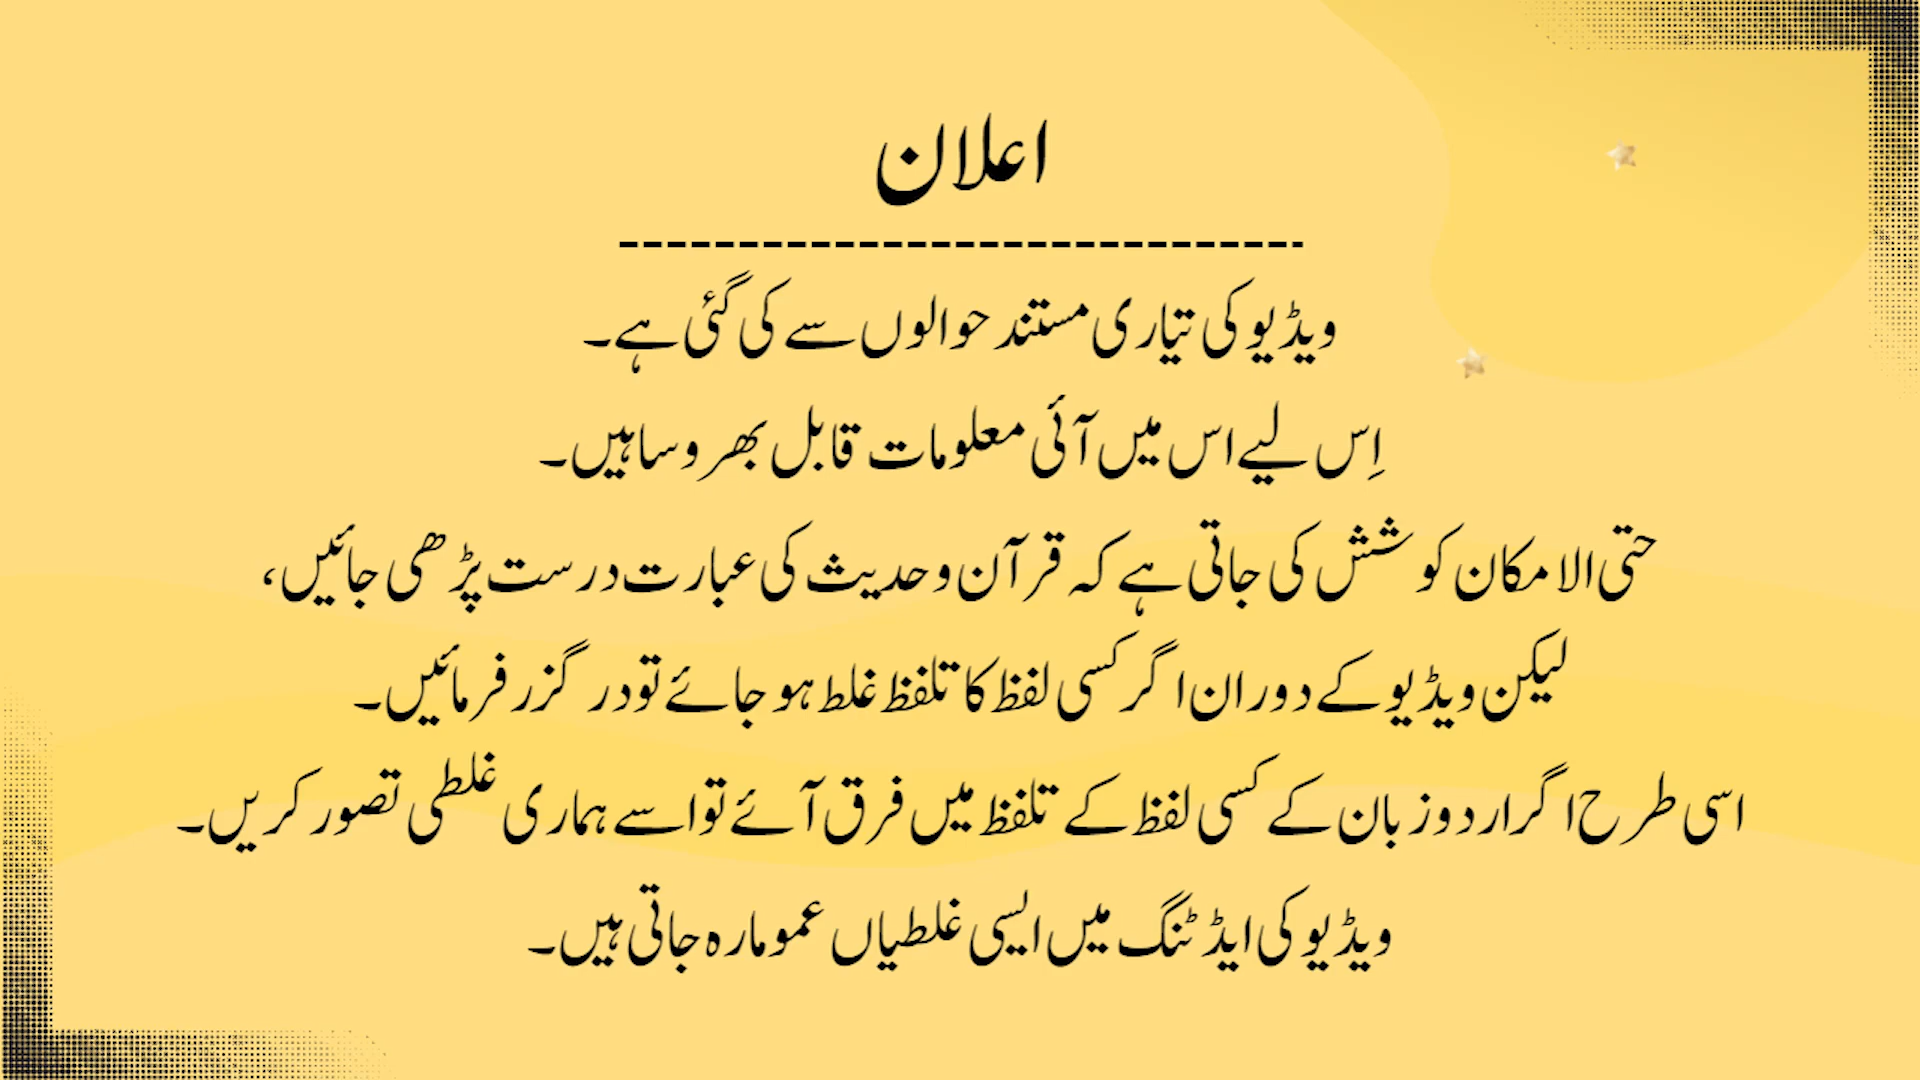 اعلان
-----------------------------
ویڈیو کی تیاری مستند حوالوں سے کی گئی ہے۔
اِس لیے اس میں آئی معلومات قابل بھروسا ہیں۔
حتی الامکان کوشش کی جاتی ہے کہ قرآن و حدیث کی عبارت درست پڑھی جائیں،
لیکن ویڈیو کے دوران اگر کسی لفظ کا تلفظ غلط ہو جائے تو در گزر فرمائیں۔
اسی طرح اگر اردو زبان کے کسی لفظ کے تلفظ میں فرق آئے تو اسے ہماری غلطی تصور کریں۔
ویڈیو کی ایڈٹنگ میں ایسی غلطیاں عموما رہ جاتی ہیں۔